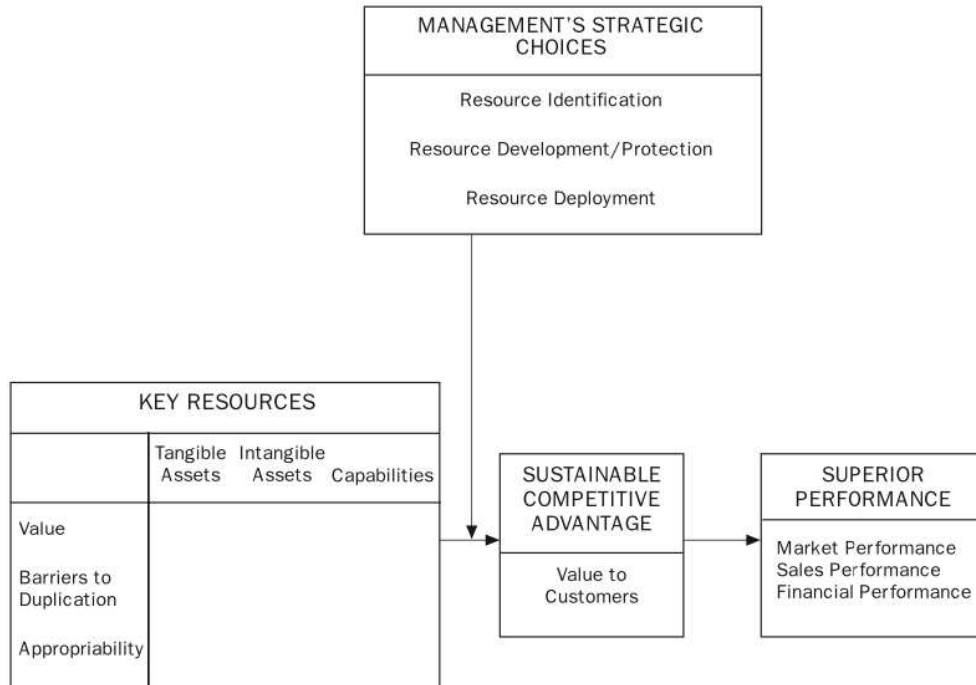 MANAGEMENT'S STRATEGIC
CHOICES
Resource Identification
Resource Development/Protection
Resource Deployment
KEY RESOURCES
Tangible Assets
Intangible Assets
Capabilities
Value
Barriers to
Duplication
Appropriability
SUSTAINABLE
COMPETITIVE
ADVANTAGE
Value to
Customers
SUPERIOR
PERFORMANCE
Market Performance
Sales Performance
Financial Performance